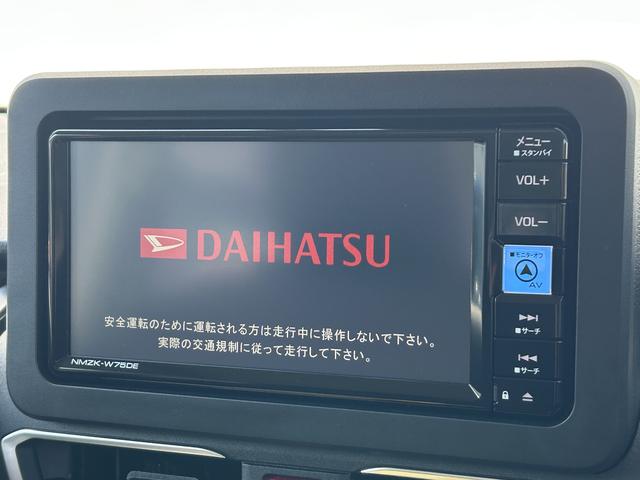 DAIHATSU
安全運転のために運転される方は走行中に操作しないで下さい。
実際の交通規制に従って走行して下さい。
NMZK-W75DE
メニュー
■スタンバイ
VOL+
VOL-
■モニターオフ
AV
■サーチ
■サーチ